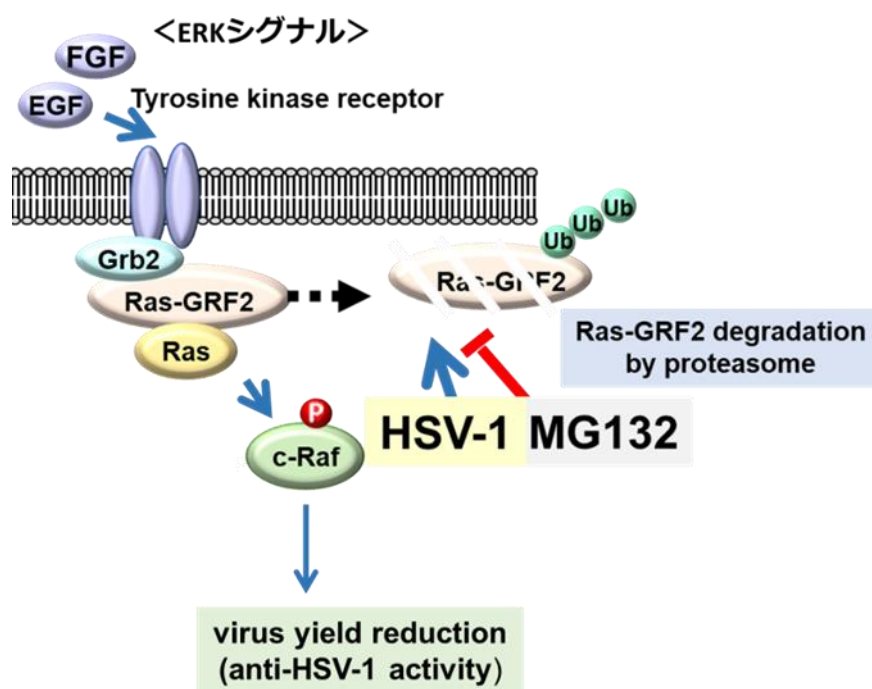 ＜ERKシグナル＞
FGF
EGF
Tyrosine kinase receptor
Grb2
Ras-GRF2
Ras
P
c-Raf
Ub
Ub
Ub
Ras-GRF2
Ras-GRF2 degradation
by proteasome
HSV-1 MG132
virus yield reduction
(anti-HSV-1 activity)